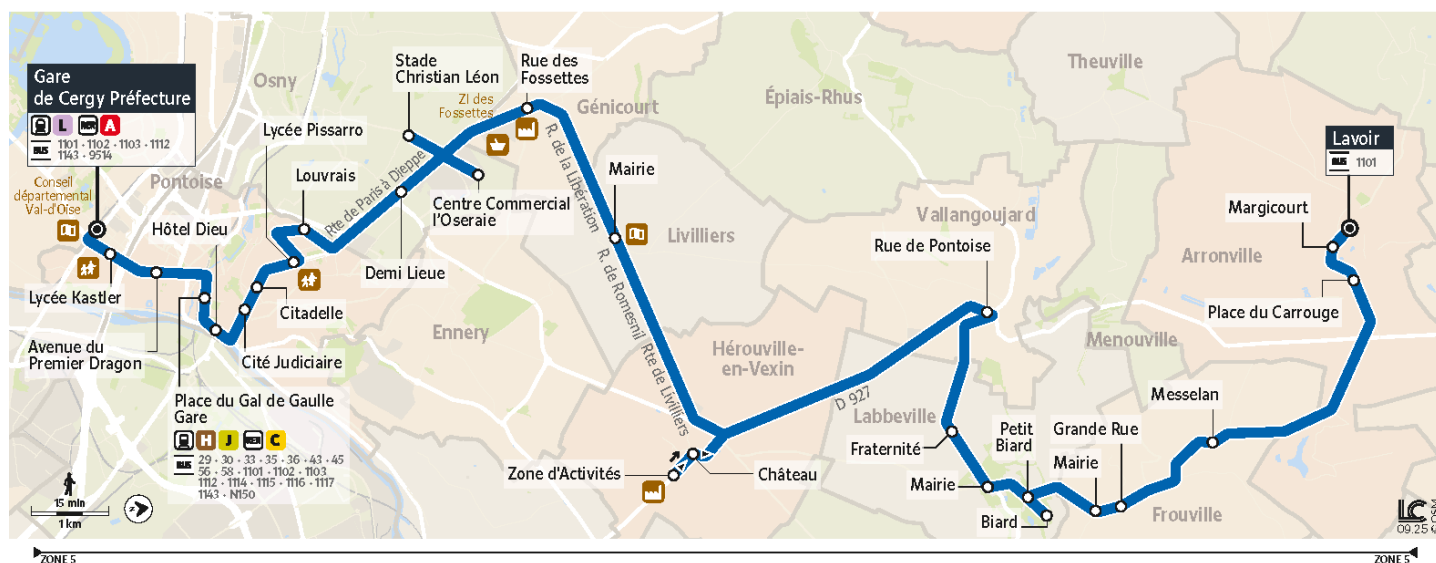 Gare
de Cergy Préfecture
L RER A
BUS 1101 · 1102 · 1103 · 1112
1143 · 9514
Conseil
départemental
Val-d'Oise
Pontoise
Osny
Lycée Pissarro
Louvrais
Hôtel Dieu
Lycée Kastler
Avenue du
Premier Dragon
Citadelle
Cité Judiciaire
Place du Gal de Gaulle
Gare
H J RER C
BUS 29 · 30 · 33 · 35 · 36 · 43 · 45
56 · 58 · 1101 · 1102 · 1103
1112 · 1114 · 1115 · 1116 · 1117
1143 · N150
15 min
1 km
Z
Stade
Christian Léon
ZI des
Fossettes
Rue des
Fossettes
Génicourt
Rte de Paris à Dieppe
Centre Commercial
l'Oseraie
Demi Lieue
Ennery
R. de la Libération
Mairie
Livilliers
R. de Romesnil
Rte de Livilliers
Épiais-Rhus
Theuville
Hérouville-
en-Vexin
Zone d'Activités
Château
D 927
Vallangoujard
Rue de Pontoise
Labbeville
Fraternité
Mairie
Petit
Biard
Biard
Grande Rue
Mairie
Menouville
Messelan
Frouville
Lavoir
BUS 1101
Margicourt
Arronville
Place du Carrouge
LC
09.25 © OSM
ZONE 5
ZONE 5